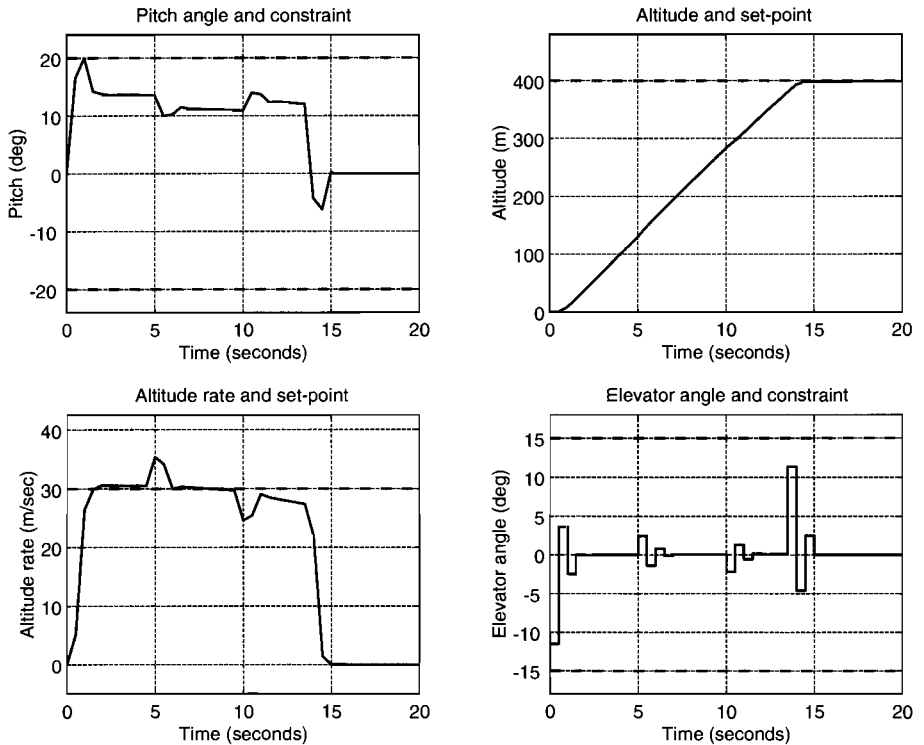 Pitch angle and constraint
20
10
0
-10
-20
Pitch (deg)
0 5 10 15 20
Time (seconds)
Altitude and set-point
400
300
200
100
0
Altitude (m)
0 5 10 15 20
Time (seconds)
Altitude rate and set-point
40
30
20
10
0
Altitude rate (m/sec)
0 5 10 15 20
Time (seconds)
Elevator angle and constraint
15
10
5
0
-5
-10
-15
Elevator angle (deg)
0 5 10 15 20
Time (seconds)